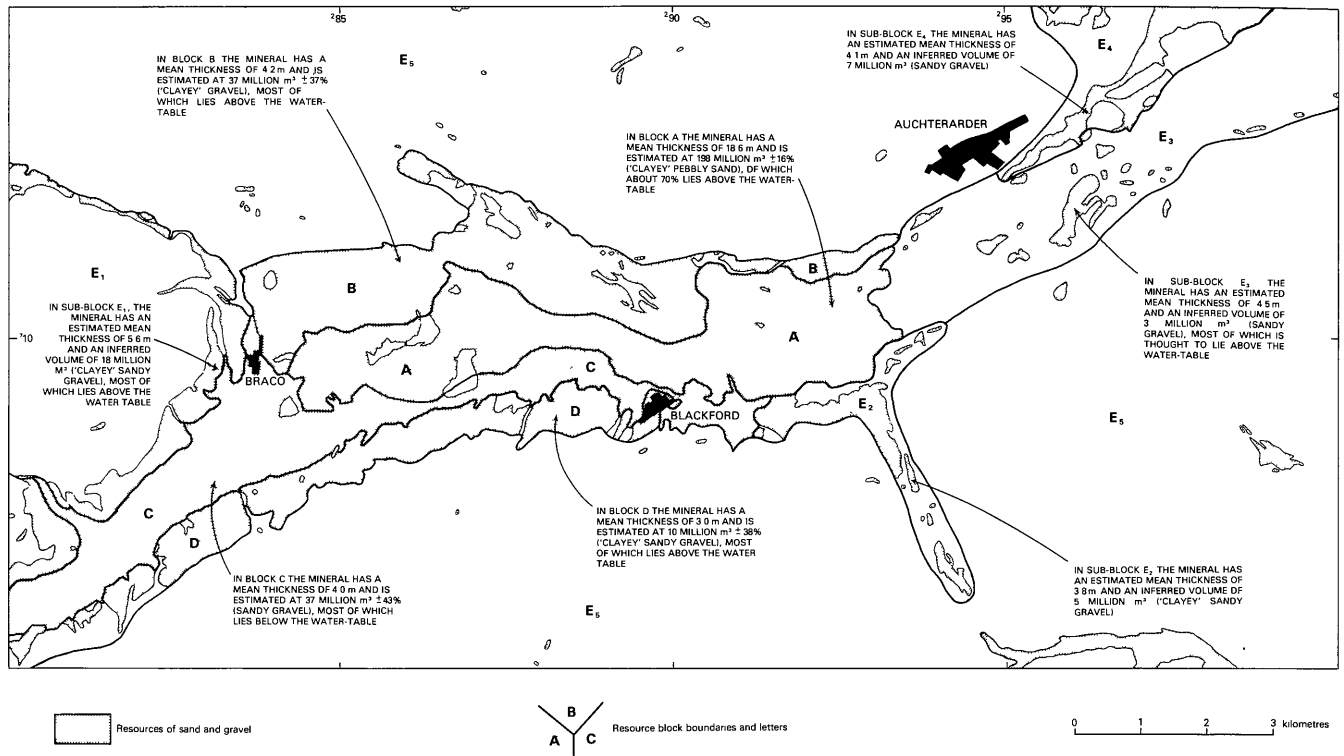 ²85
²90
²95
IN BLOCK B THE MINERAL HAS A
MEAN THICKNESS OF 4 2 m AND IS
ESTIMATED AT 37 MILLION m³ ±37%
('CLAYEY' GRAVEL), MOST OF
WHICH LIES ABOVE THE WATER-
TABLE
E₅
IN SUB-BLOCK E₄ THE MINERAL HAS
AN ESTIMATED MEAN THICKNESS OF
4 1 m AND AN INFERRED VOLUME OF
7 MILLION m³ (SANDY GRAVEL)
E₄
AUCHTERARDER
IN BLOCK A THE MINERAL HAS A
MEAN THICKNESS OF 18 6 m AND IS
ESTIMATED AT 198 MILLION m³ ±16%
('CLAYEY' PEBBLY SAND), OF WHICH
ABOUT 70% LIES ABOVE THE WATER-
TABLE
E₃
E₁
B
B
IN SUB-BLOCK E₁, THE
MINERAL HAS AN
ESTIMATED MEAN
THICKNESS OF 5 6 m
AND AN INFERRED
VOLUME OF 18 MILLION
M³ ('CLAYEY' SANDY
GRAVEL), MOST OF
WHICH LIES ABOVE THE
WATER TABLE
IN SUB-BLOCK E₃ THE
MINERAL HAS AN ESTIMATED
MEAN THICKNESS OF 4 5 m
AND AN INFERRED VOLUME OF
3 MILLION m³ (SANDY
GRAVEL), MOST OF WHICH IS
THOUGHT TO LIE ABOVE THE
WATER-TABLE
⁷10
A
A
C
BRACO
D
BLACKFORD
E₂
E₅
C
D
IN BLOCK D THE MINERAL HAS A
MEAN THICKNESS OF 3 0 m AND IS
ESTIMATED AT 10 MILLION m³ ±38%
('CLAYEY' SANDY GRAVEL), MOST
OF WHICH LIES ABOVE THE WATER
TABLE
IN BLOCK C THE MINERAL HAS A
MEAN THICKNESS OF 4 0 m AND IS
ESTIMATED AT 37 MILLION m³ ±43%
(SANDY GRAVEL), MOST OF WHICH
LIES BELOW THE WATER-TABLE
E₅
IN SUB-BLOCK E₂ THE MINERAL HAS
AN ESTIMATED MEAN THICKNESS OF
3 8 m AND AN INFERRED VOLUME OF
5 MILLION m³ ('CLAYEY' SANDY
GRAVEL)
Resources of sand and gravel
B
A C
Resource block boundaries and letters
0 1 2 3 kilometres